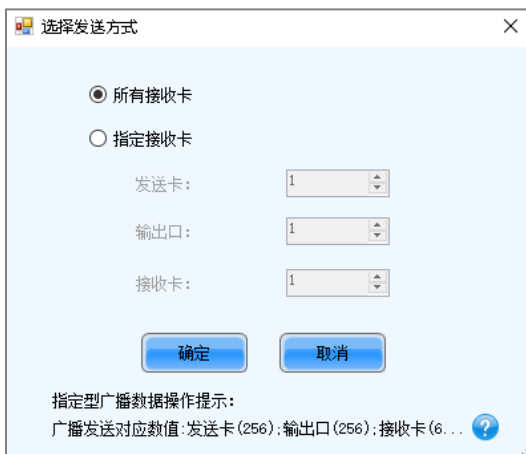 选择发送方式
所有接收卡
指定接收卡
发送卡: 1
输出口: 1
接收卡: 1
确定 取消
指定型广播数据操作提示:
广播发送对应数值:发送卡(256);输出口(256);接收卡(6... ?